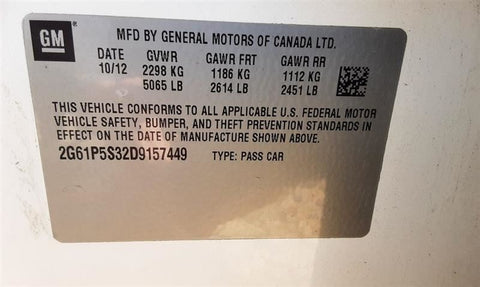 GM
MFD BY GENERAL MOTORS OF CANADA LTD.
DATE GVWR GAWR FRT GAWR RR
10/12 2298 KG 1186 KG 1112 KG
5065 LB 2614 LB 2451 LB
THIS VEHICLE CONFORMS TO ALL APPLICABLE U.S. FEDERAL MOTOR
VEHICLE SAFETY, BUMPER, AND THEFT PREVENTION STANDARDS IN
EFFECT ON THE DATE OF MANUFACTURE SHOWN ABOVE.
2G61P5S32D9157449 TYPE: PASS CAR